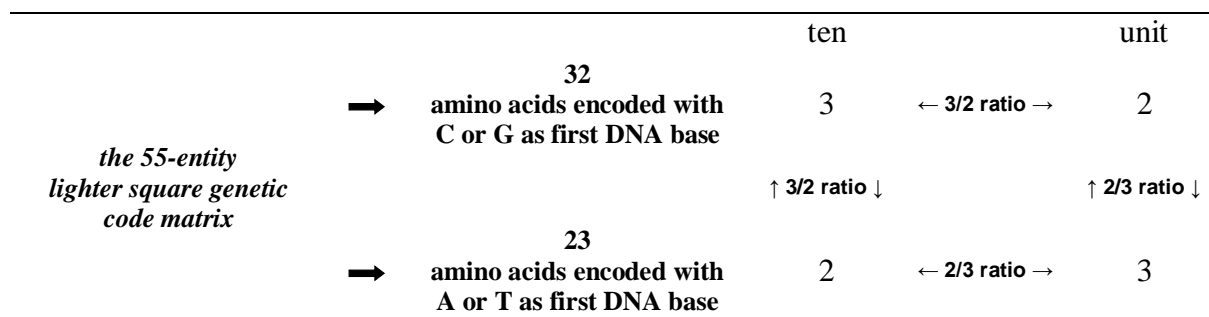 ten unit
32
amino acids encoded with
C or G as first DNA base
3 ← 3/2 ratio → 2
the 55-entity
lighter square genetic
code matrix
↑ 3/2 ratio ↓ ↑ 2/3 ratio ↓
23
amino acids encoded with
A or T as first DNA base
2 ← 2/3 ratio → 3